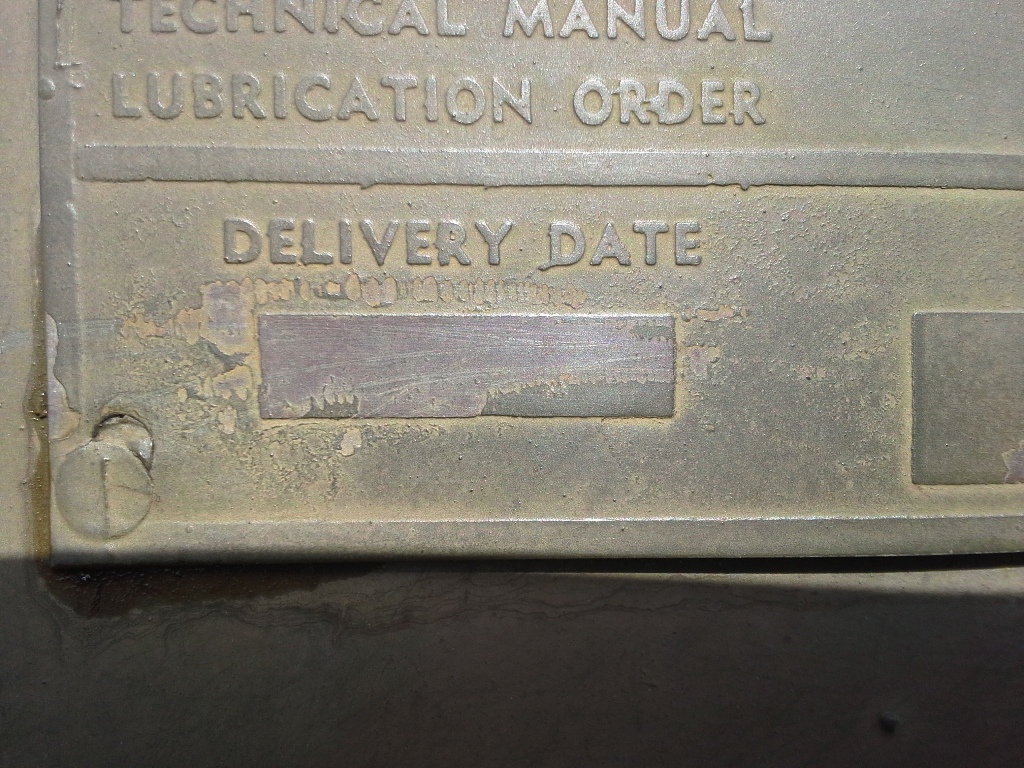 TECHNICAL MANUAL
LUBRICATION ORDER
DELIVERY DATE